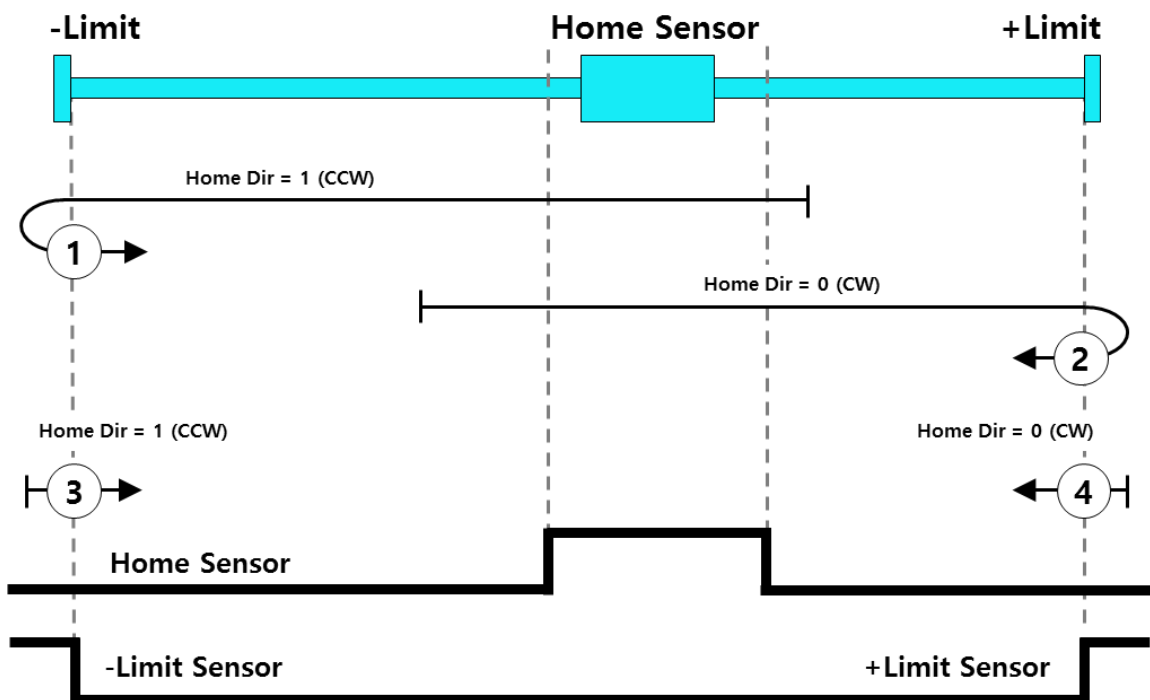 -Limit
Home Sensor
+Limit
Home Dir = 1 (CCW)
1
Home Dir = 0 (CW)
2
Home Dir = 1 (CCW)
Home Dir = 0 (CW)
3
4
Home Sensor
-Limit Sensor
+Limit Sensor